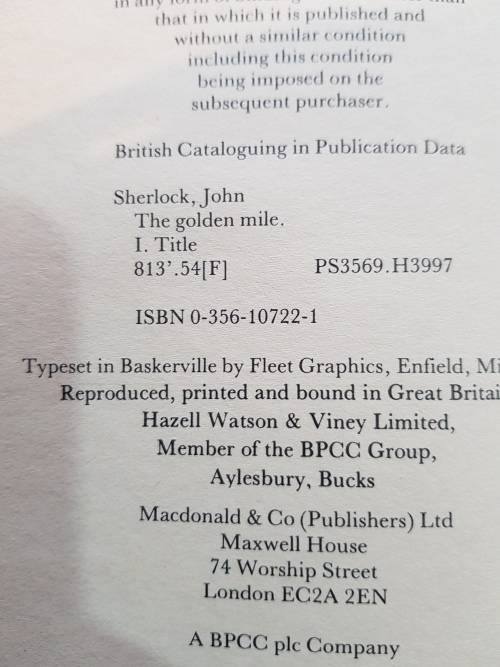 that in which it is published and
without a similar condition
including this condition
being imposed on the
subsequent purchaser.
British Cataloguing in Publication Data
Sherlock, John
The golden mile.
I. Title
813'.54[F] PS3569.H3997
ISBN 0-356-10722-1
Typeset in Baskerville by Fleet Graphics, Enfield, Mi
Reproduced, printed and bound in Great Britai
Hazell Watson & Viney Limited,
Member of the BPCC Group,
Aylesbury, Bucks
Macdonald & Co (Publishers) Ltd
Maxwell House
74 Worship Street
London EC2A 2EN
A BPCC plc Company